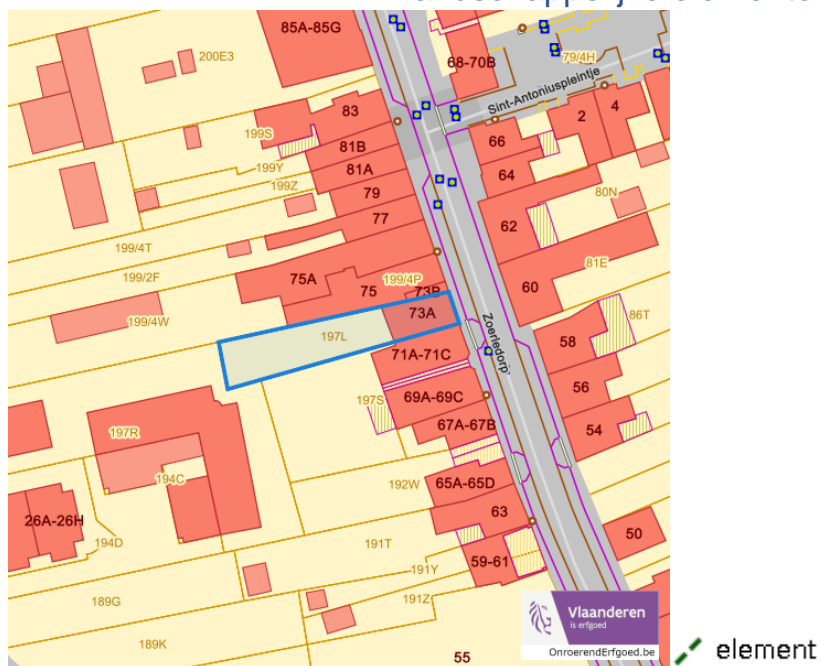 85A-85G
68-70B
79/4H
200E3
Sint-Antoniuspleintje
83
2
4
199S
66
81B
199Y
81A
64
199Z
79
80N
77
62
199/4T
81E
199/2F
75A
199/4P
60
75
73B
73A
199/4W
86T
197L
Zoerledorp
58
71A-71C
56
197S
69A-69C
67A-67B
54
197R
194C
192W
65A-65D
26A-26H
63
50
194D
191T
59-61
191Y
189G
191Z
Vlaanderen
is erfgoed
189K
55
OnroerendErfgoed.be
element